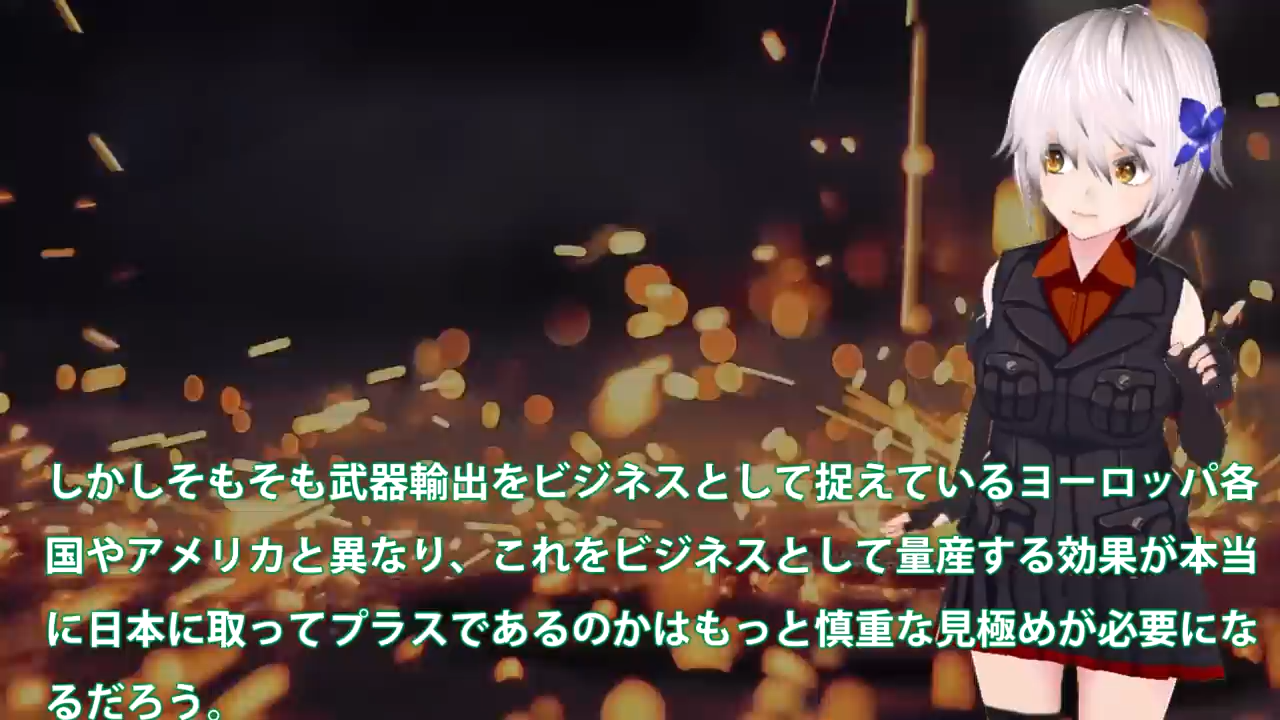 しかしそもそも武器輸出をビジネスとして捉えているヨーロッパ各
国やアメリカと異なり、これをビジネスとして量産する効果が本当
に日本に取ってプラスであるのかはもっと慎重な見極めが必要にな
るだろう。